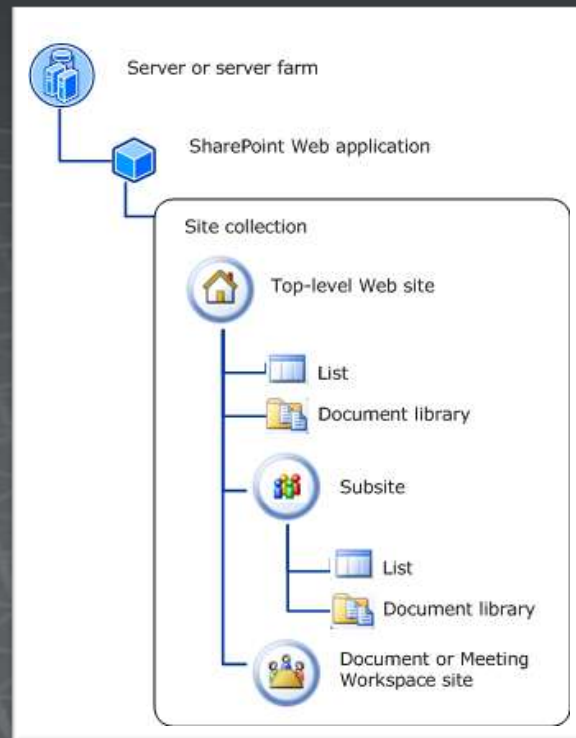 Server or server farm
SharePoint Web application
Site collection
Top-level Web site
List
Document library
Subsite
List
Document library
Document or Meeting
Workspace site